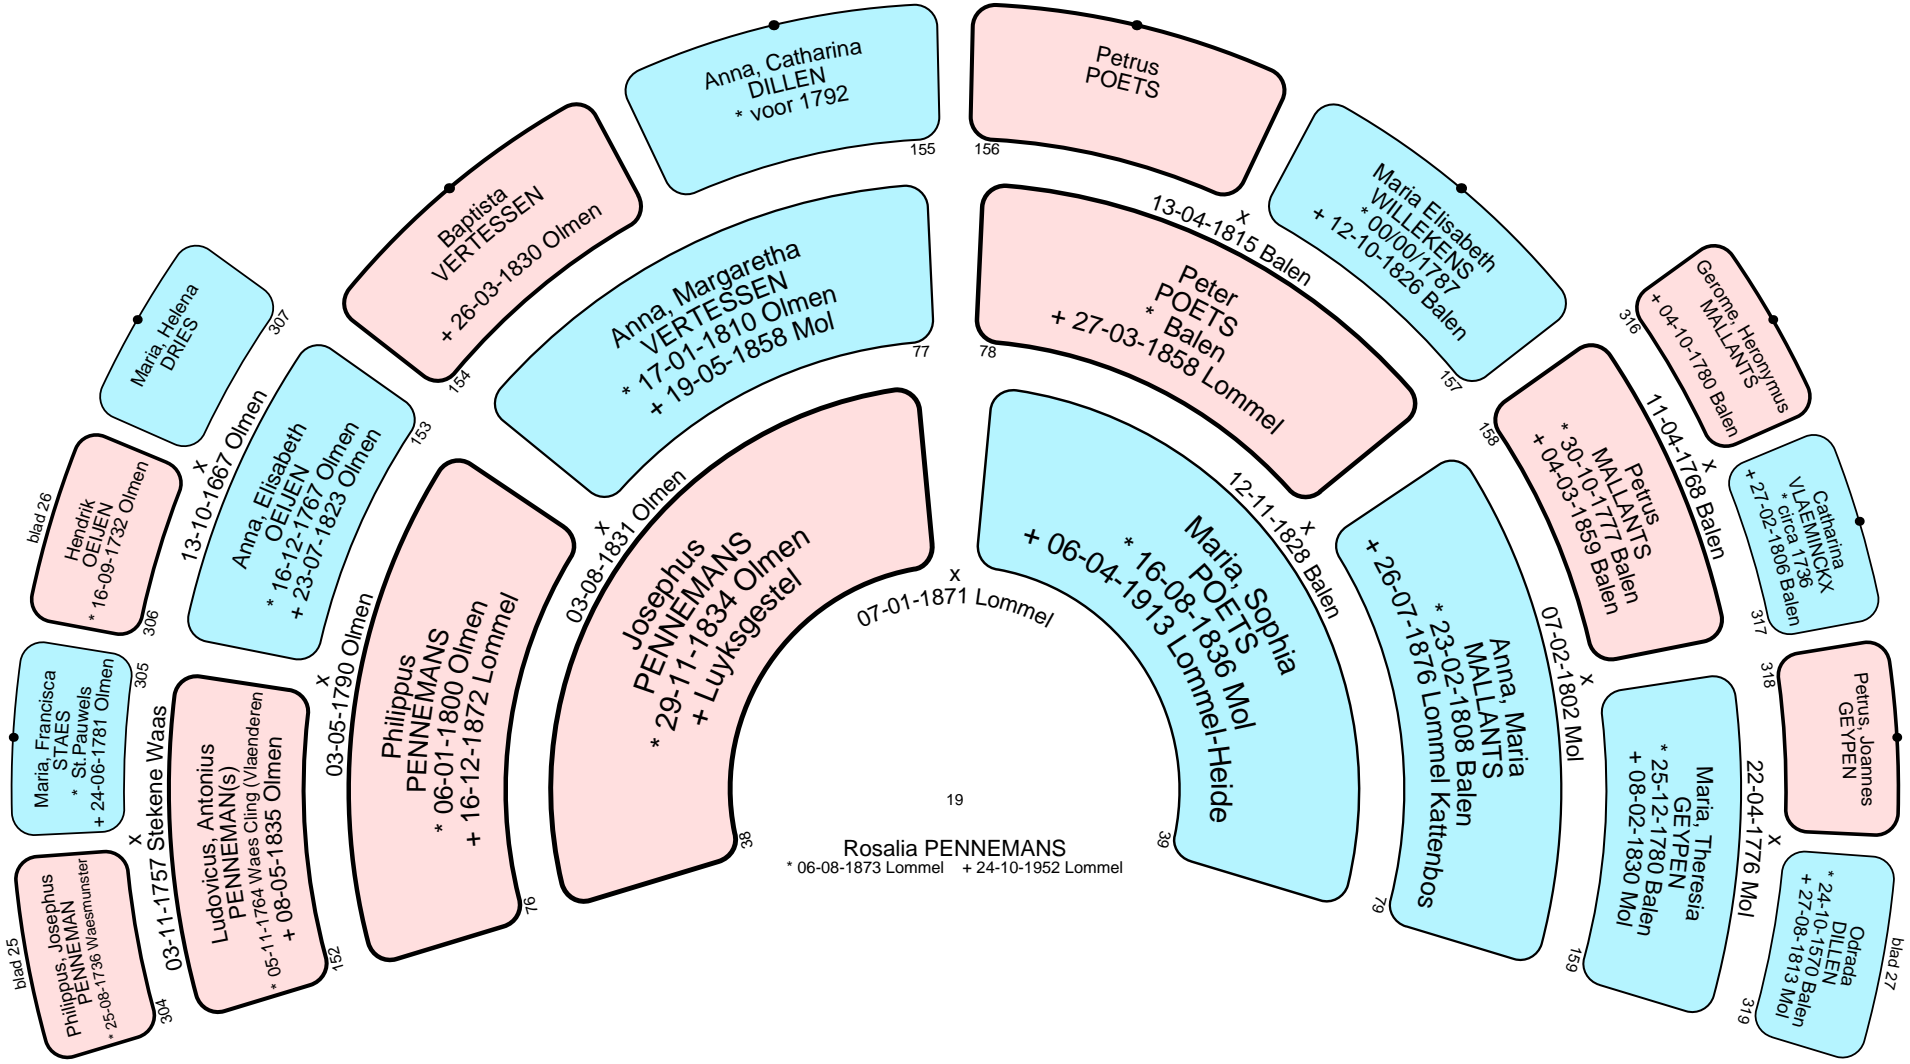 19
Rosalia PENNEMANS
* 06-08-1873 Lommel + 24-10-1952 Lommel
Josephus
PENNEMANS
* 29-11-1834 Olmen
+ Luyksgestel
38
x
07-01-1871 Lommel
Maria, Sophia
POETS
* 16-08-1836 Mol
+ 06-04-1913 Lommel-Heide
39
Philippus
PENNEMANS
* 06-01-1800 Olmen
+ 16-12-1872 Lommel
76
x
03-08-1831 Olmen
Anna, Margaretha
VERTESSEN
* 17-01-1810 Olmen
+ 19-05-1858 Mol
77
Peter
POETS
* Balen
+ 27-03-1858 Lommel
78
x
12-11-1828 Balen
Anna, Maria
MALLANTS
* 23-02-1808 Balen
+ 26-07-1876 Lommel Kattenbos
79
Ludovicus, Antonius
PENNEMAN(s)
* 05-11-1764 Waes Cling (Vlaenderen)
+ 08-05-1835 Olmen
152
x
03-05-1790 Olmen
Anna, Elisabeth
OEIJEN
* 16-12-1767 Olmen
+ 23-07-1823 Olmen
153
Baptista
VERTESSEN
+ 26-03-1830 Olmen
154
Anna, Catharina
DILLEN
* voor 1792
155
Petrus
POETS
156
x
13-04-1815 Balen
Maria Elisabeth
WILLEKENS
* 00/00/1787
+ 12-10-1826 Balen
157
Petrus
MALLANTS
* 30-10-1777 Balen
+ 04-03-1859 Balen
158
x
07-02-1802 Mol
Maria, Theresia
GEYPEN
* 25-12-1780 Balen
+ 08-02-1830 Mol
159
Philippus, Josephus
PENNEMAN
* 25-08-1736 Waesmunster
304
blad 25
x
03-11-1757 Stekene Waas
Maria, Francisca
STAES
* St.Pauwels
+ 24-06-1781 Olmen
305
Hendrik
OEIJEN
* 16-09-1732 Olmen
306
blad 26
x
13-10-1667 Olmen
Maria, Helena
DRIES
307
Gerome, Heronymus
MALLANTS
+ 04-10-1780 Balen
316
x
11-04-1768 Balen
Catharina
VLAEMINCKX
* circa 1736
+ 27-02-1806 Balen
317
Petrus, Joannes
GEYPEN
318
x
22-04-1776 Mol
Odrada
DILLEN
* 24-10-1570 Balen
+ 27-08-1813 Mol
319
blad 27